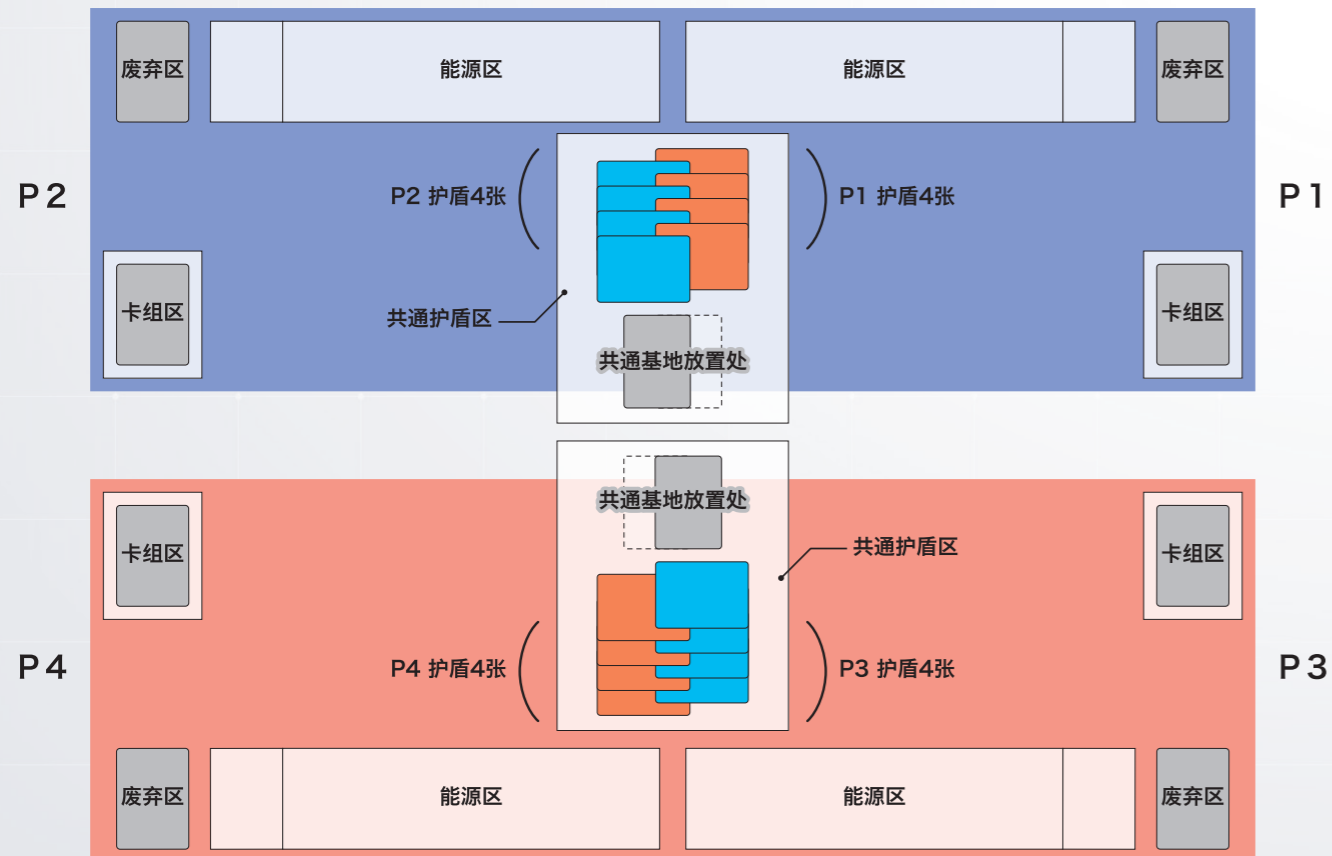 废弃区
能源区
能源区
废弃区
P2
P2 护盾4张
P1 护盾4张
P1
卡组区
共通护盾区
卡组区
共通基地放置处
共通基地放置处
卡组区
共通护盾区
卡组区
P4
P4 护盾4张
P3 护盾4张
P3
废弃区
能源区
能源区
废弃区